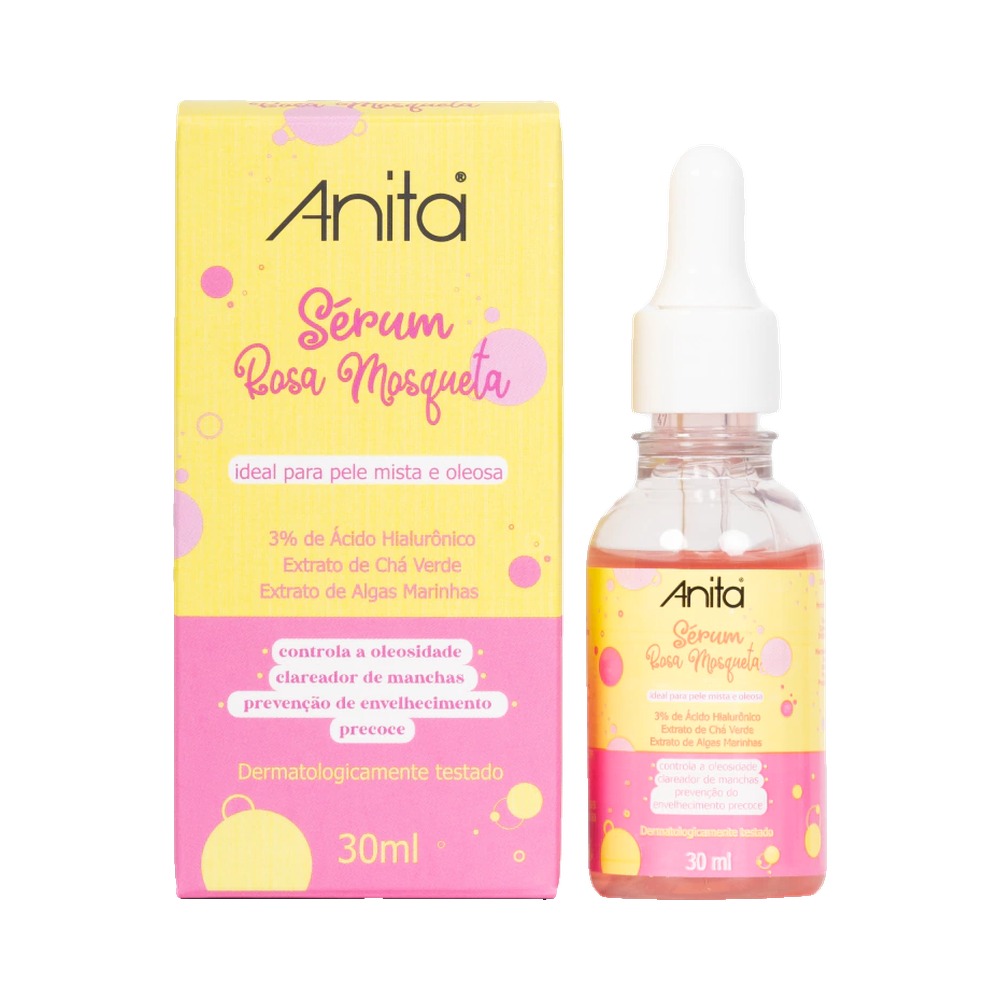 Rosa Mosqueta
Anita®
Sérum
Rosa Mosqueta
ideal para pele mista e oleosa
3% de Ácido Hialurônico
Extrato de Chá Verde
Extrato de Algas Marinhas
controla a oleosidade
clareador de manchas
prevenção de envelhecimento
precoce
Dermatologicamente testado
30ml
Anita®
Sérum
Rosa Mosqueta
ideal para pele mista e oleosa
3% de Ácido Hialurônico
Extrato de Chá Verde
Extrato de Algas Marinhas
controla a oleosidade
clareador de manchas
prevenção do
envelhecimento precoce
Dermatologicamente testado
30 ml